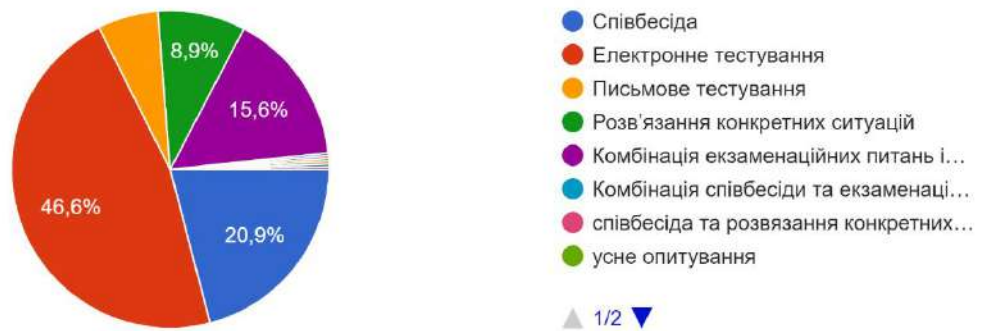 8,9%
15,6%
46,6%
20,9%
Співбесіда
Електронне тестування
Письмове тестування
Розв'язання конкретних ситуацій
Комбінація екзаменаційних питань і…
Комбінація співбесіди та екзаменаці…
співбесіда та розвязання конкретних…
усне опитування
1/2